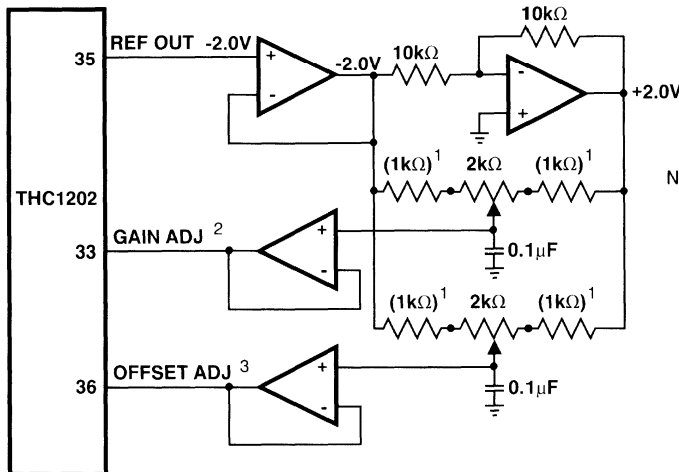 10kΩ
REF OUT -2.0V
35
+
-
-2.0V
10kΩ
-
+
+2.0V
(1kΩ)¹ 2kΩ (1kΩ)¹
N
THC1202
GAIN ADJ ²
33
+
-
0.1μF
(1kΩ)¹ 2kΩ (1kΩ)¹
OFFSET ADJ ³
36
+
-
0.1μF